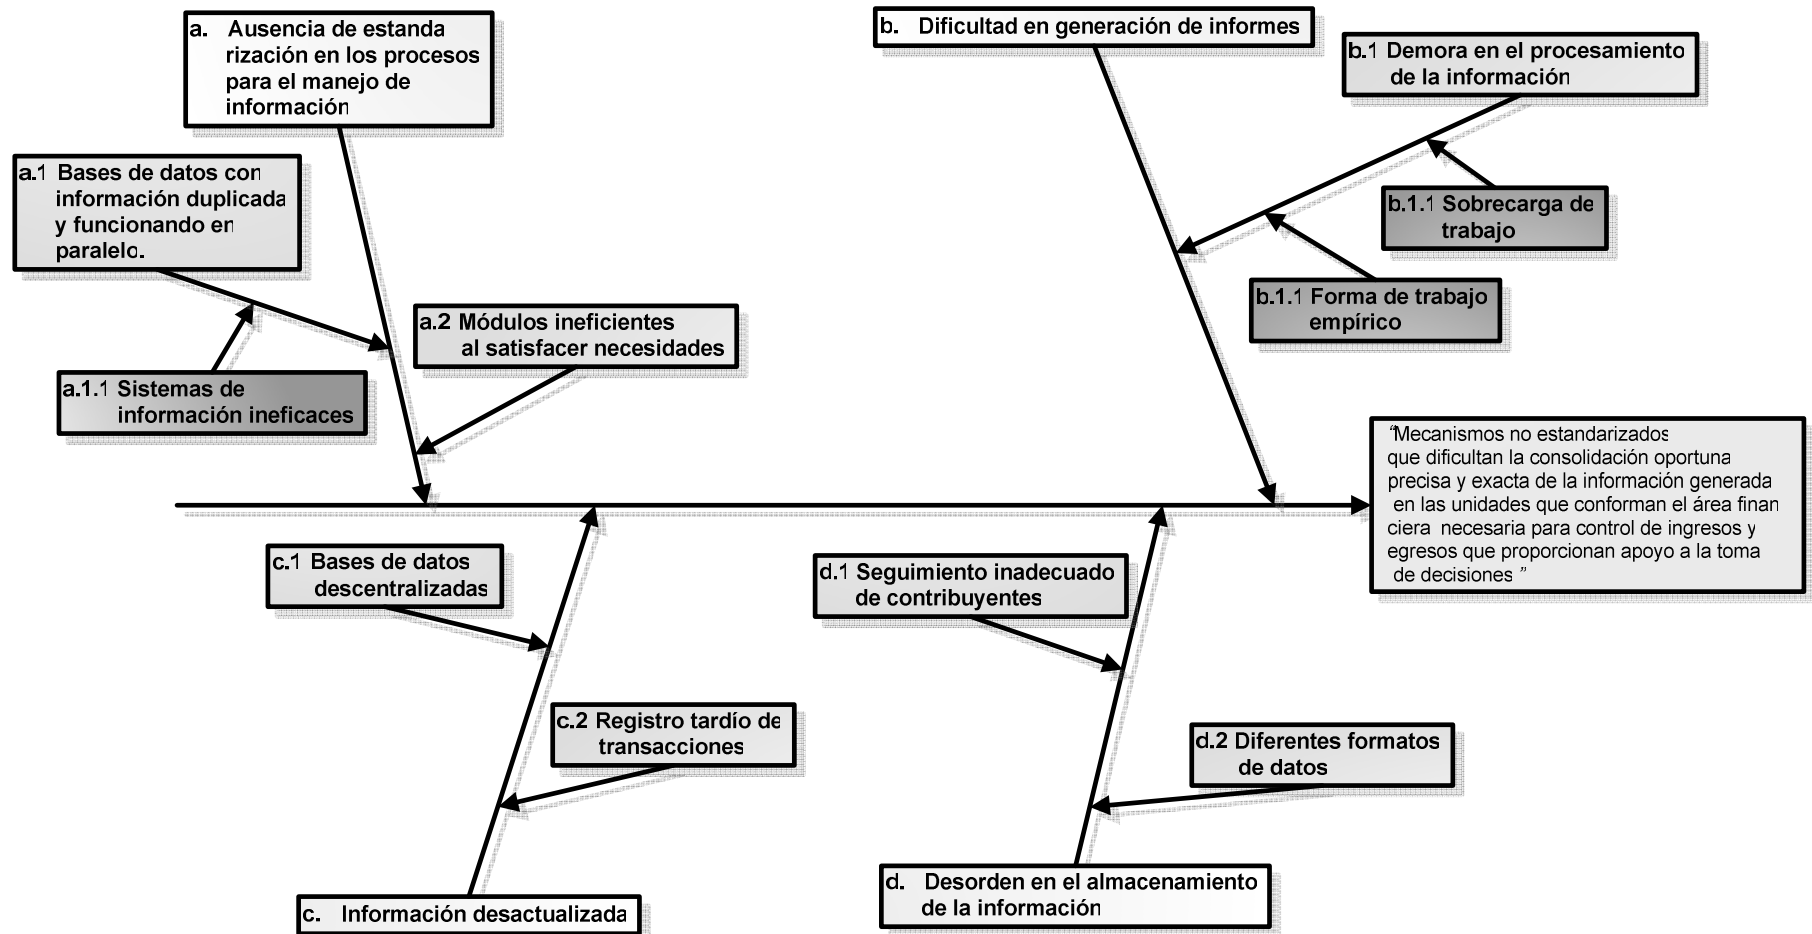 a. Ausencia de estanda
rización en los procesos
para el manejo de
información
b. Dificultad en generación de informes
b.1 Demora en el procesamiento
de la información
a.1 Bases de datos con
información duplicada
y funcionando en
paralelo.
b.1.1 Sobrecarga de
trabajo
b.1.1 Forma de trabajo
empírico
a.2 Módulos ineficientes
al satisfacer necesidades
a.1.1 Sistemas de
información ineficaces
“Mecanismos no estandarizados
que dificultan la consolidación oportuna
precisa y exacta de la información generada
en las unidades que conforman el área finan
ciera necesaria para control de ingresos y
egresos que proporcionan apoyo a la toma
de decisiones ”
c.1 Bases de datos
descentralizadas
d.1 Seguimiento inadecuado
de contribuyentes
c.2 Registro tardío de
transacciones
d.2 Diferentes formatos
de datos
c. Información desactualizada
d. Desorden en el almacenamiento
de la información